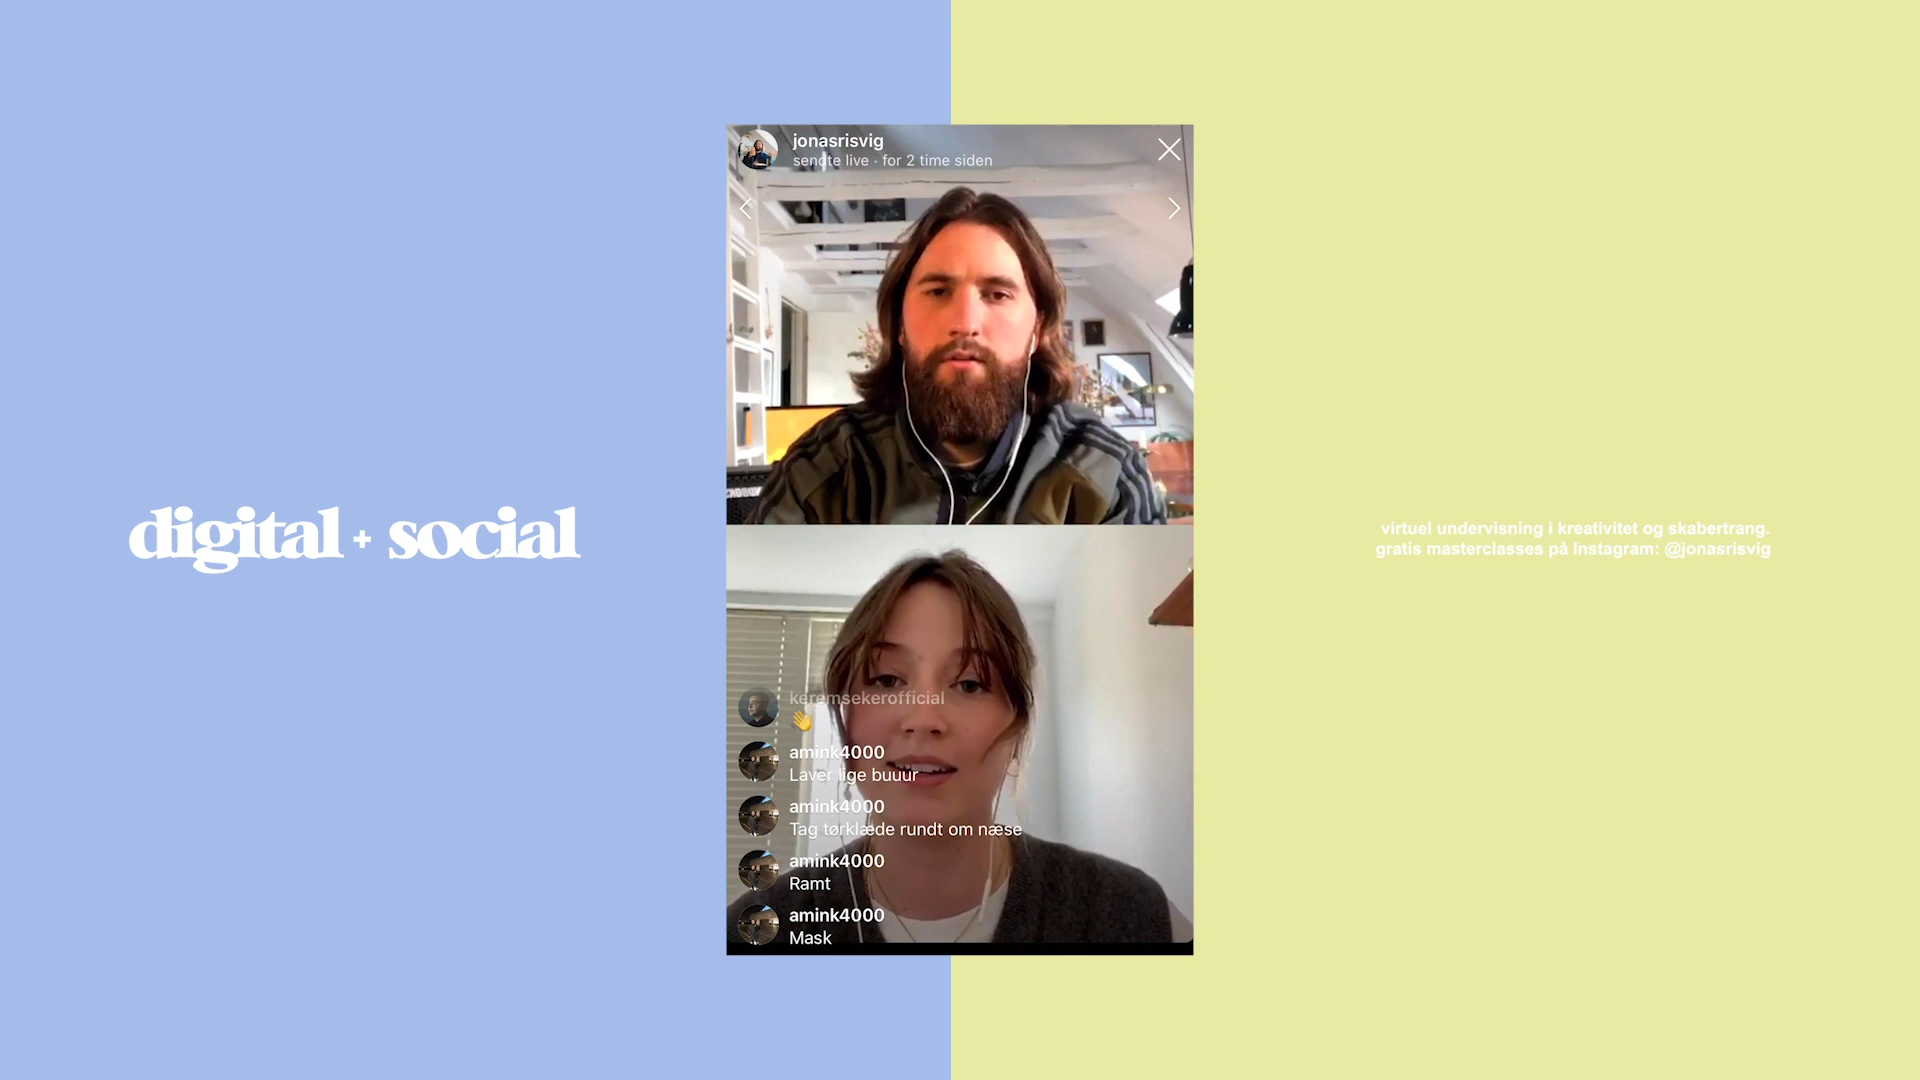 jonasrisvig
sendte live · for 2 time siden
digital + social
virtuel undervisning i kreativitet og skabertrang.
gratis masterclasses på Instagram: @jonasrisvig
keremsekerofficial
👋
amink4000
Laver lige buuur
amink4000
Tag tørklæde rundt om næse
amink4000
Ramt
amink4000
Mask